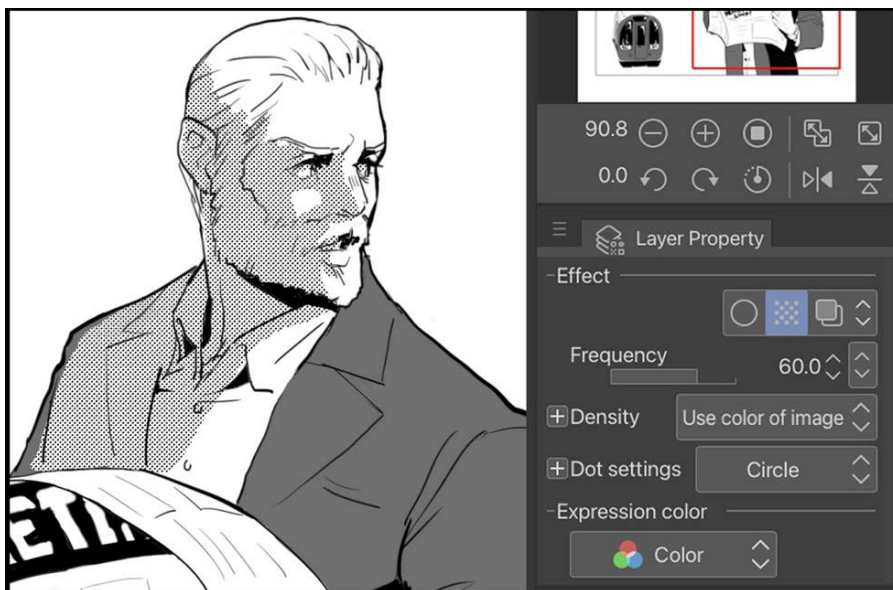 90.8
0.0
Layer Property
Effect
Frequency
60.0
Density
Use color of image
Dot settings
Circle
Expression color
Color